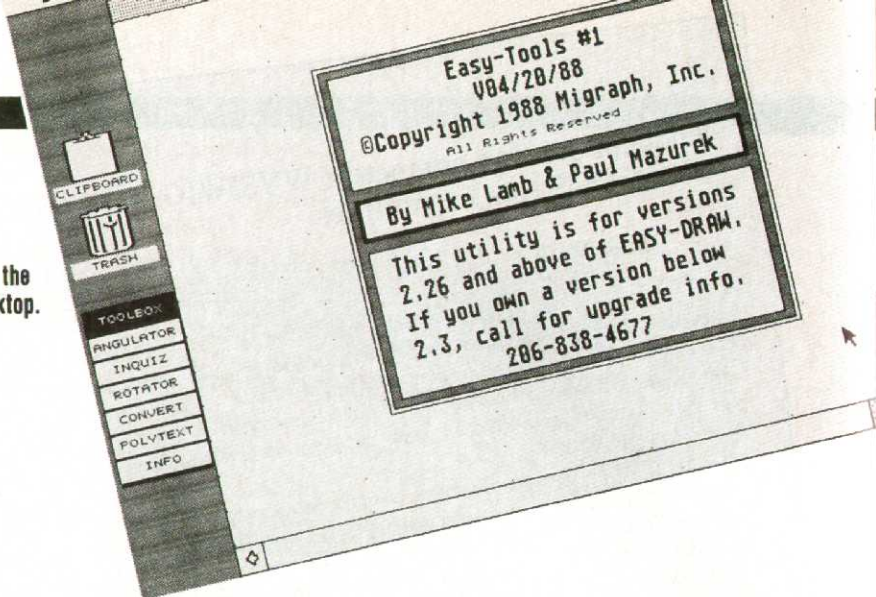 the
ktop.
CLIPBOARD
TRASH
TOOLBOX
ANGULATOR
INQUIZ
ROTATOR
CONVERT
POLYTEXT
INFO
Easy-Tools #1
V04/20/88
©Copyright 1988 Migraph, Inc.
All Rights Reserved
By Mike Lamb & Paul Mazurek
This utility is for versions
2.26 and above of EASY-DRAW.
If you own a version below
2.3, call for upgrade info.
206-838-4677